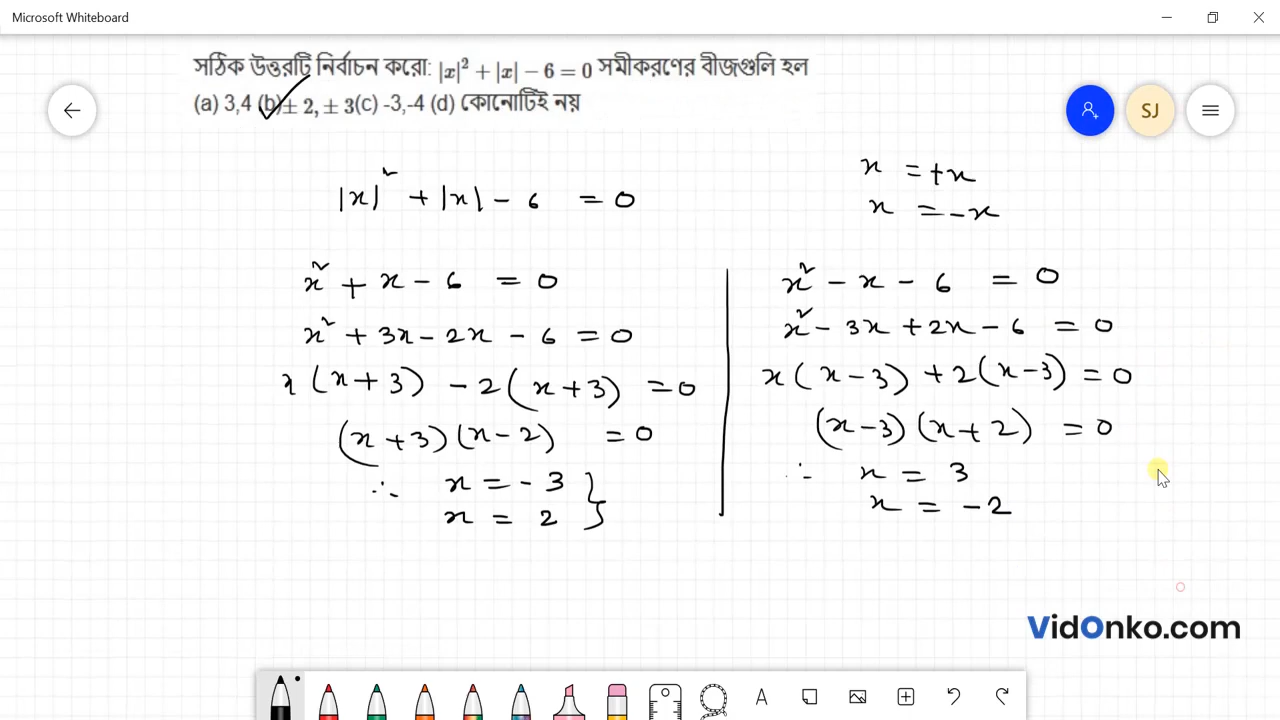 Microsoft Whiteboard
সঠিক উত্তরটি নির্বাচন করো: |x|² + |x| − 6 = 0 সমীকরণের বীজগুলি হল
(a) 3,4 (b) ± 2, ± 3(c) -3,-4 (d) কোনোটিই নয়
SJ
x = +x
x = -x
|x|² + |x| - 6 = 0
x² + x - 6 = 0
x² + 3x - 2x - 6 = 0
x(x+3) - 2(x+3) = 0
(x+3)(x-2) = 0
∴ x = -3
x = 2
x² - x - 6 = 0
x² - 3x + 2x - 6 = 0
x(x-3) + 2(x-3) = 0
(x-3)(x+2) = 0
∴ x = 3
x = -2
VidOnko.com
A